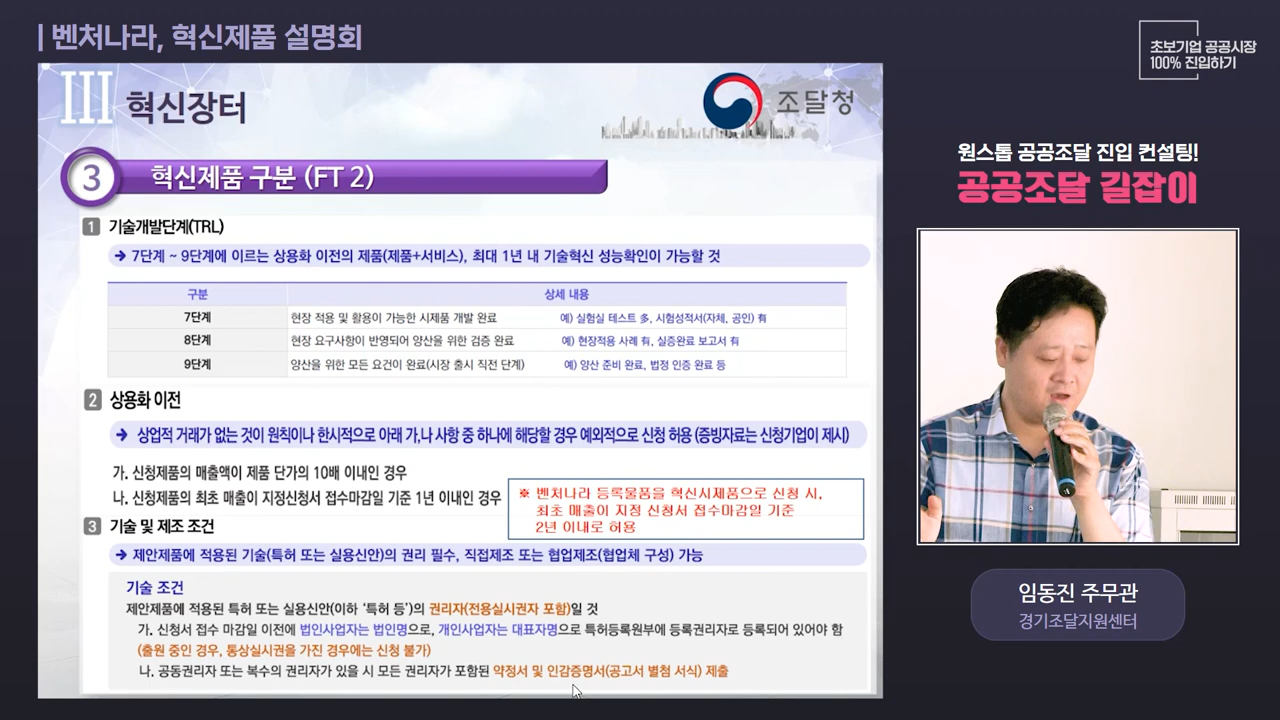 | 벤처나라, 혁신제품 설명회
초보기업 공공시장
100% 진입하기
III 혁신장터
조달청
3 혁신제품 구분 (FT 2)
1 기술개발단계(TRL)
➔ 7단계 ~ 9단계에 이르는 상용화 이전의 제품(제품+서비스), 최대 1년 내 기술혁신 성능확인이 가능할 것
구분 상세 내용
7단계 현장 적용 및 활용이 가능한 시제품 개발 완료 예) 실험실 테스트 多, 시험성적서(자체, 공인) 有
8단계 현장 요구사항이 반영되어 양산을 위한 검증 완료 예) 현장적용 사례 有, 실증완료 보고서 有
9단계 양산을 위한 모든 요건이 완료(시장 출시 직전 단계) 예) 양산 준비 완료, 법정 인증 완료 등
2 상용화 이전
➔ 상업적 거래가 없는 것이 원칙이나 한시적으로 아래 가,나 사항 중 하나에 해당할 경우 예외적으로 신청 허용 (증빙자료는 신청기업이 제시)
가. 신청제품의 매출액이 제품 단가의 10배 이내인 경우
나. 신청제품의 최초 매출이 지정신청서 접수마감일 기준 1년 이내인 경우
※ 벤처나라 등록물품을 혁신시제품으로 신청 시,
최초 매출이 지정 신청서 접수마감일 기준
2년 이내로 허용
3 기술 및 제조 조건
➔ 제안제품에 적용된 기술(특허 또는 실용신안)의 권리 필수, 직접제조 또는 협업제조(협업체 구성) 가능
기술 조건
제안제품에 적용된 특허 또는 실용신안(이하 ‘특허 등’)의 권리자(전용실시권자 포함)일 것
가. 신청서 접수 마감일 이전에 법인사업자는 법인명으로, 개인사업자는 대표자명으로 특허등록원부에 등록권리자로 등록되어 있어야 함
(출원 중인 경우, 통상실시권을 가진 경우에는 신청 불가)
나. 공동권리자 또는 복수의 권리자가 있을 시 모든 권리자가 포함된 약정서 및 인감증명서(공고서 별첨 서식) 제출
원스톱 공공조달 진입 컨설팅!
공공조달 길잡이
임동진 주무관
경기조달지원센터